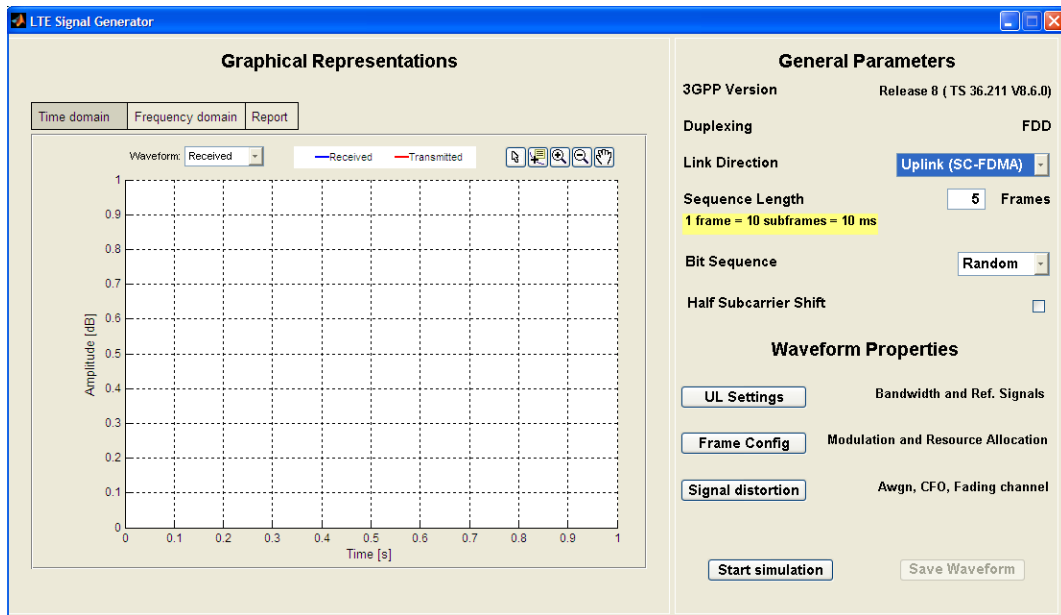 LTE Signal Generator
Graphical Representations
Time domain Frequency domain Report
Waveform: Received Received Transmitted
1
0.9
0.8
0.7
0.6
0.5
0.4
0.3
0.2
0.1
0
Amplitude [dB]
0 0.1 0.2 0.3 0.4 0.5 0.6 0.7 0.8 0.9 1
Time [s]
General Parameters
3GPP Version Release 8 ( TS 36.211 V8.6.0)
Duplexing FDD
Link Direction Uplink (SC-FDMA)
Sequence Length 5 Frames
1 frame = 10 subframes = 10 ms
Bit Sequence Random
Half Subcarrier Shift
Waveform Properties
UL Settings Bandwidth and Ref. Signals
Frame Config Modulation and Resource Allocation
Signal distortion Awgn, CFO, Fading channel
Start simulation Save Waveform